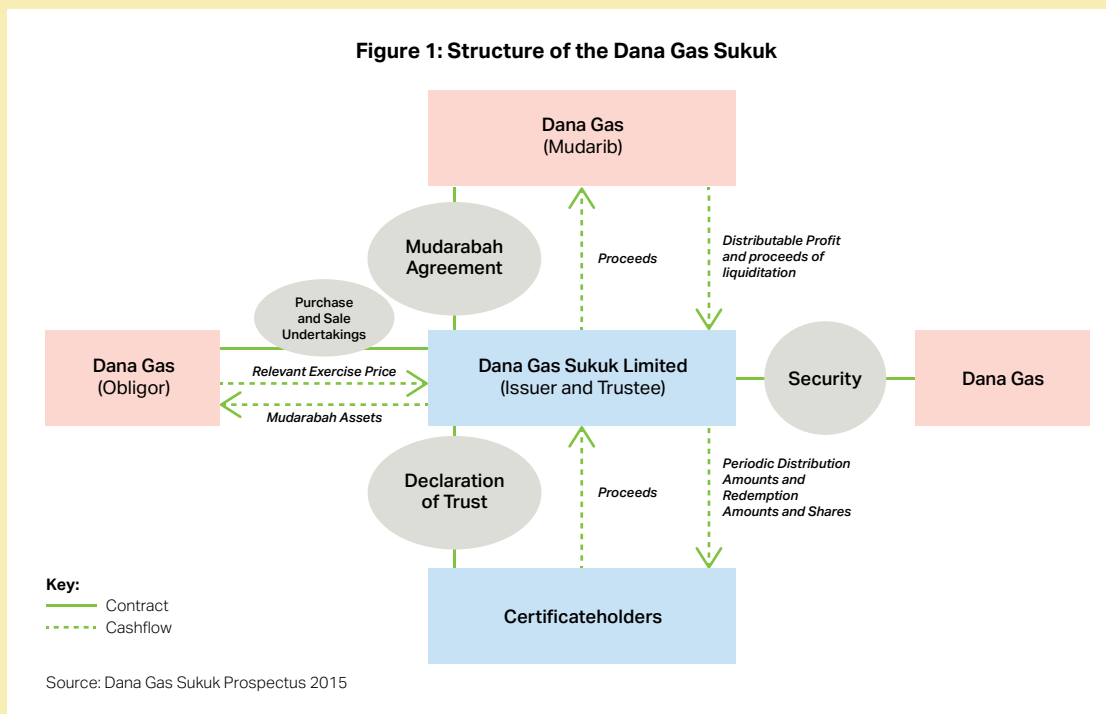 Figure 1: Structure of the Dana Gas Sukuk
Dana Gas
(Mudarib)
Mudarabah
Agreement
Proceeds
Distributable Profit
and proceeds of
liquiditation
Purchase
and Sale
Undertakings
Dana Gas
(Obligor)
Relevant Exercise Price
Mudarabah Assets
Dana Gas Sukuk Limited
(Issuer and Trustee)
Security
Dana Gas
Declaration
of Trust
Proceeds
Periodic Distribution
Amounts and
Redemption
Amounts and Shares
Certificateholders
Key:
Contract
Cashflow
Source: Dana Gas Sukuk Prospectus 2015